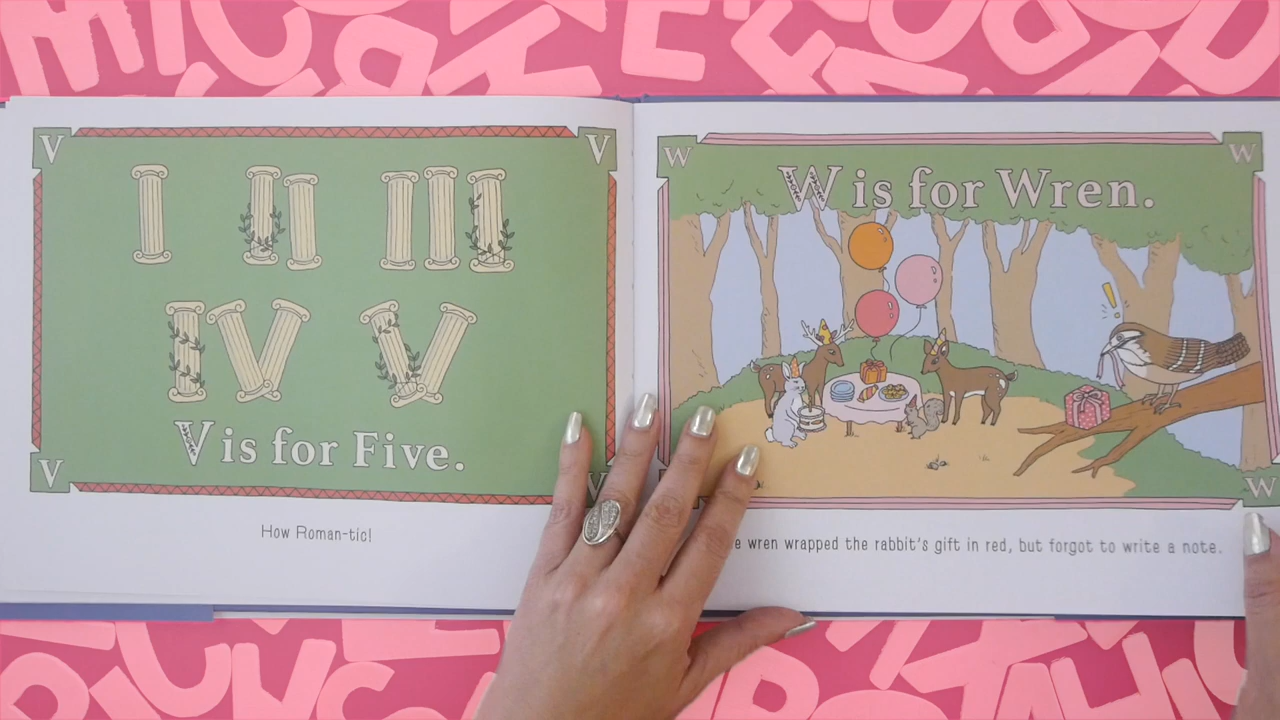 V V
I II III
IV V
V is for Five.
V
How Roman-tic!
W W
W is for Wren.
!
W
wren wrapped the rabbit's gift in red, but forgot to write a note.